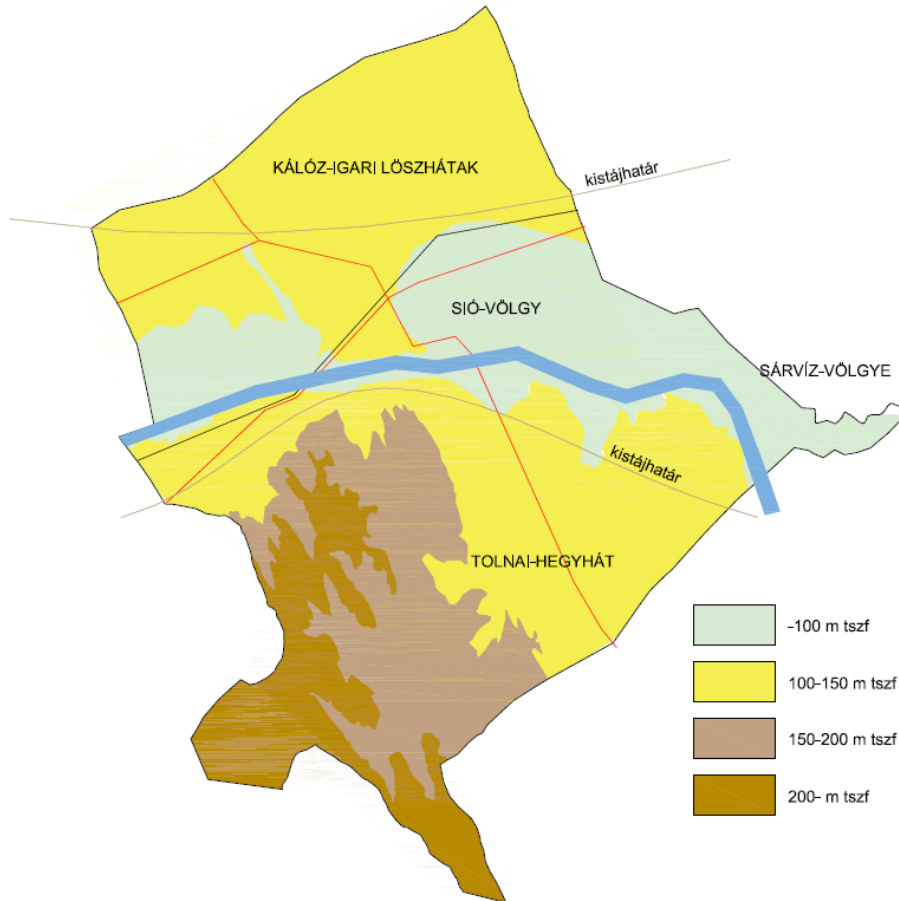 KÁLÓZ-IGARI LÖSZHÁTAK
kistájhatár
SIÓ-VÖLGY
SÁRVÍZ-VÖLGYE
kistájhatár
TOLNAI-HEGYHÁT
-100 m tszf
100-150 m tszf
150-200 m tszf
200- m tszf